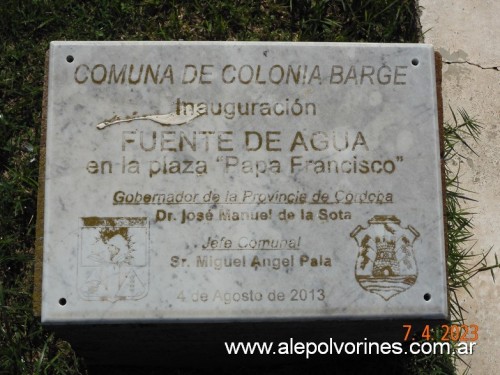 COMUNA DE COLONIA BARGE
Inauguración
FUENTE DE AGUA
en la plaza "Papa Francisco"
Gobernador de la Provincie de Córdoba
Dr. José Manuel de la Sota
Jefe Comunal
Sr. Miguel Angel Pala
4 de Agosto de 2013
7. 4.2023
www.alepolvorines.com.ar